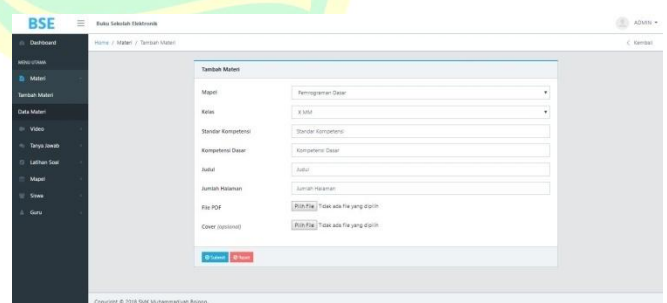 BSE
Buku Sekolah Elektronik
ADMIN
Dashboard
Home / Materi / Tambah Materi
Kembali
MENU UTAMA
Materi
Tambah Materi
Data Materi
Video
Tanya Jawab
Latihan Soal
Mapel
Siswa
Guru
Tambah Materi
Mapel
Pemrograman Dasar
Kelas
X MM
Standar Kompetensi
Standar Kompetensi
Kompetensi Dasar
Kompetensi Dasar
Judul
Judul
Jumlah Halaman
Jumlah Halaman
File PDF
Pilih File Tidak ada file yang dipilih
Cover (opsional)
Pilih File Tidak ada file yang dipilih
Submit
Reset
Copyright © 2018 SMK Muhammadiyah